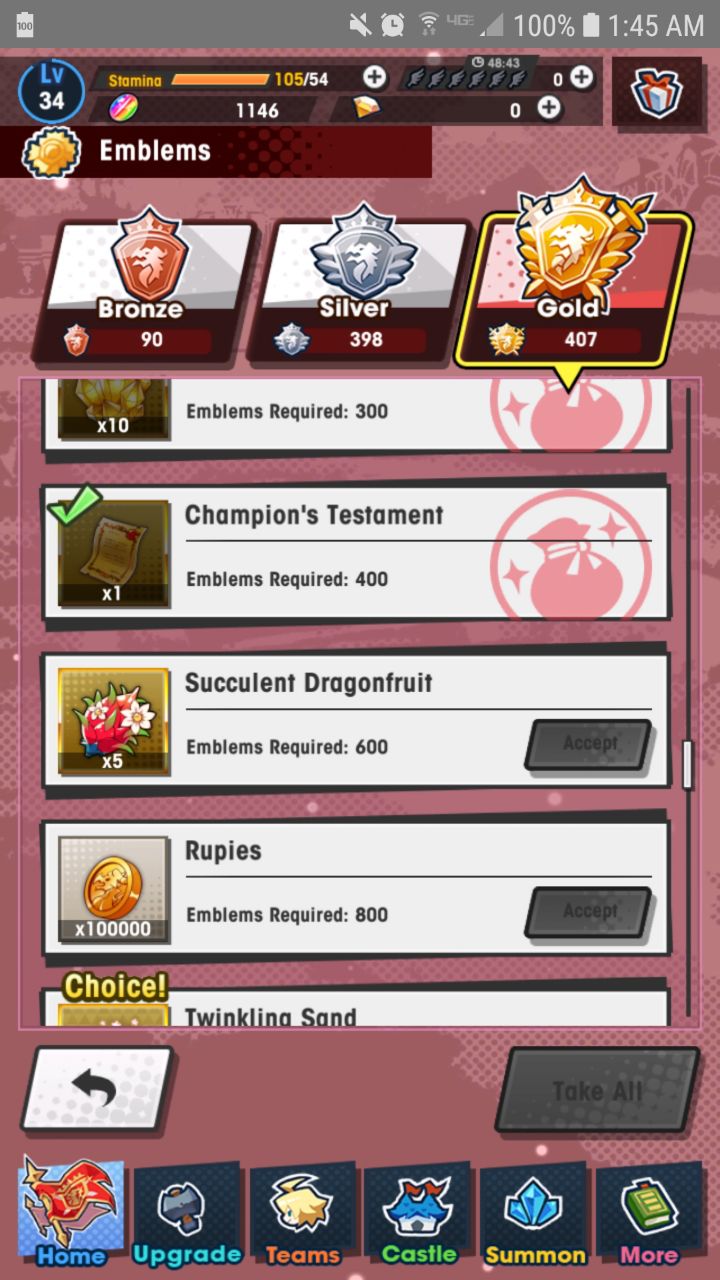 100
4G
100%
1:45 AM
Lv
34
Stamina
105/54
48:43
0
1146
0
Emblems
Bronze
90
Silver
398
Gold
407
x10
Emblems Required: 300
Champion's Testament
x1
Emblems Required: 400
Succulent Dragonfruit
x5
Emblems Required: 600
Accept
Rupies
x100000
Emblems Required: 800
Accept
Choice!
Twinkling Sand
Take All
Home
Upgrade
Teams
Castle
Summon
More